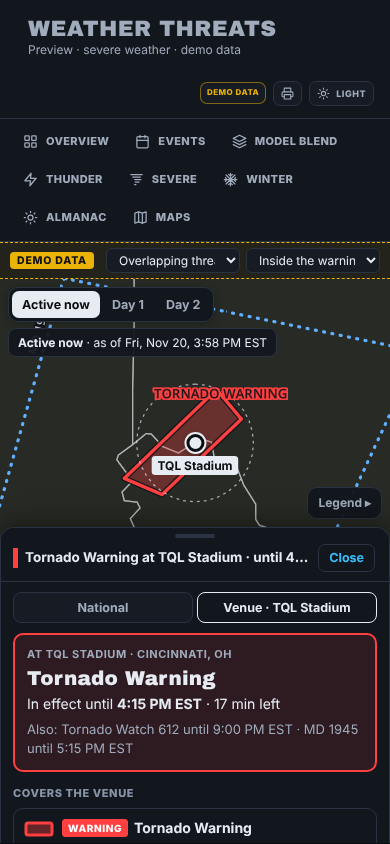 WEATHER THREATS
Preview · severe weather · demo data
DEMO DATA
LIGHT
OVERVIEW
EVENTS
MODEL BLEND
THUNDER
SEVERE
WINTER
ALMANAC
MAPS
DEMO DATA
Overlapping threa
Inside the warnin
Active now
Day 1
Day 2
Active now · as of Fri, Nov 20, 3:58 PM EST
TORNADO WARNING
TQL Stadium
Legend ▸
Tornado Warning at TQL Stadium · until 4...
Close
National
Venue · TQL Stadium
AT TQL STADIUM · CINCINNATI, OH
Tornado Warning
In effect until 4:15 PM EST · 17 min left
Also: Tornado Watch 612 until 9:00 PM EST · MD 1945
until 5:15 PM EST
COVERS THE VENUE
WARNING
Tornado Warning